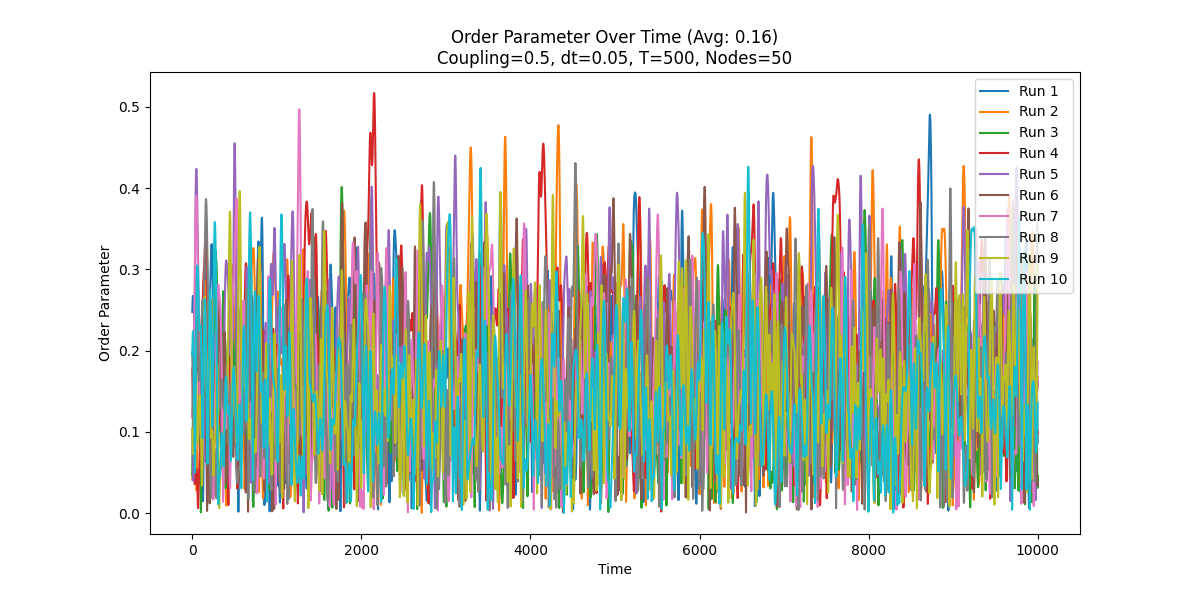 Order Parameter Over Time (Avg: 0.16)
Coupling=0.5, dt=0.05, T=500, Nodes=50
Order Parameter
0.5
0.4
0.3
0.2
0.1
0.0
Run 1
Run 2
Run 3
Run 4
Run 5
Run 6
Run 7
Run 8
Run 9
Run 10
0 2000 4000 6000 8000 10000
Time